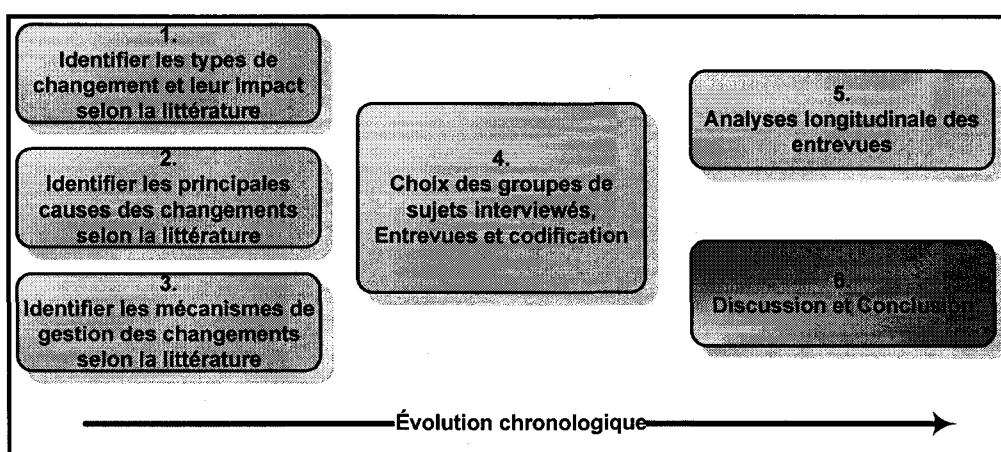 1.
Identifier les types de
changement et leur impact
selon la littérature
2.
Identifier les principales
causes des changements
selon la littérature
3.
Identifier les mécanismes de
gestion des changements
selon la littérature
4.
Choix des groupes de
sujets interviewés,
Entrevues et codification
5.
Analyses longitudinale des
entrevues
6.
Discussion et Conclusion
Évolution chronologique